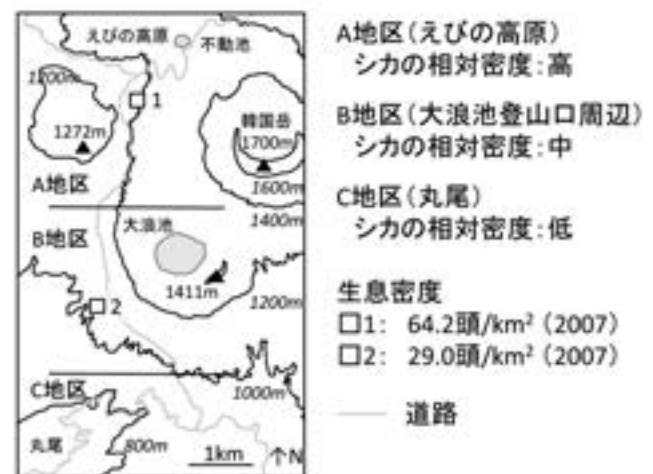 えびの高原
不動池
1200m
□1
1272m
韓国岳
1700m
1600m
A地区
1400m
B地区
大浪池
1411m
1200m
□2
C地区
1000m
丸尾
800m
1km
↑N
A地区(えびの高原)
シカの相対密度:高
B地区(大浪池登山口周辺)
シカの相対密度:中
C地区(丸尾)
シカの相対密度:低
生息密度
□1: 64.2頭/km² (2007)
□2: 29.0頭/km² (2007)
道路